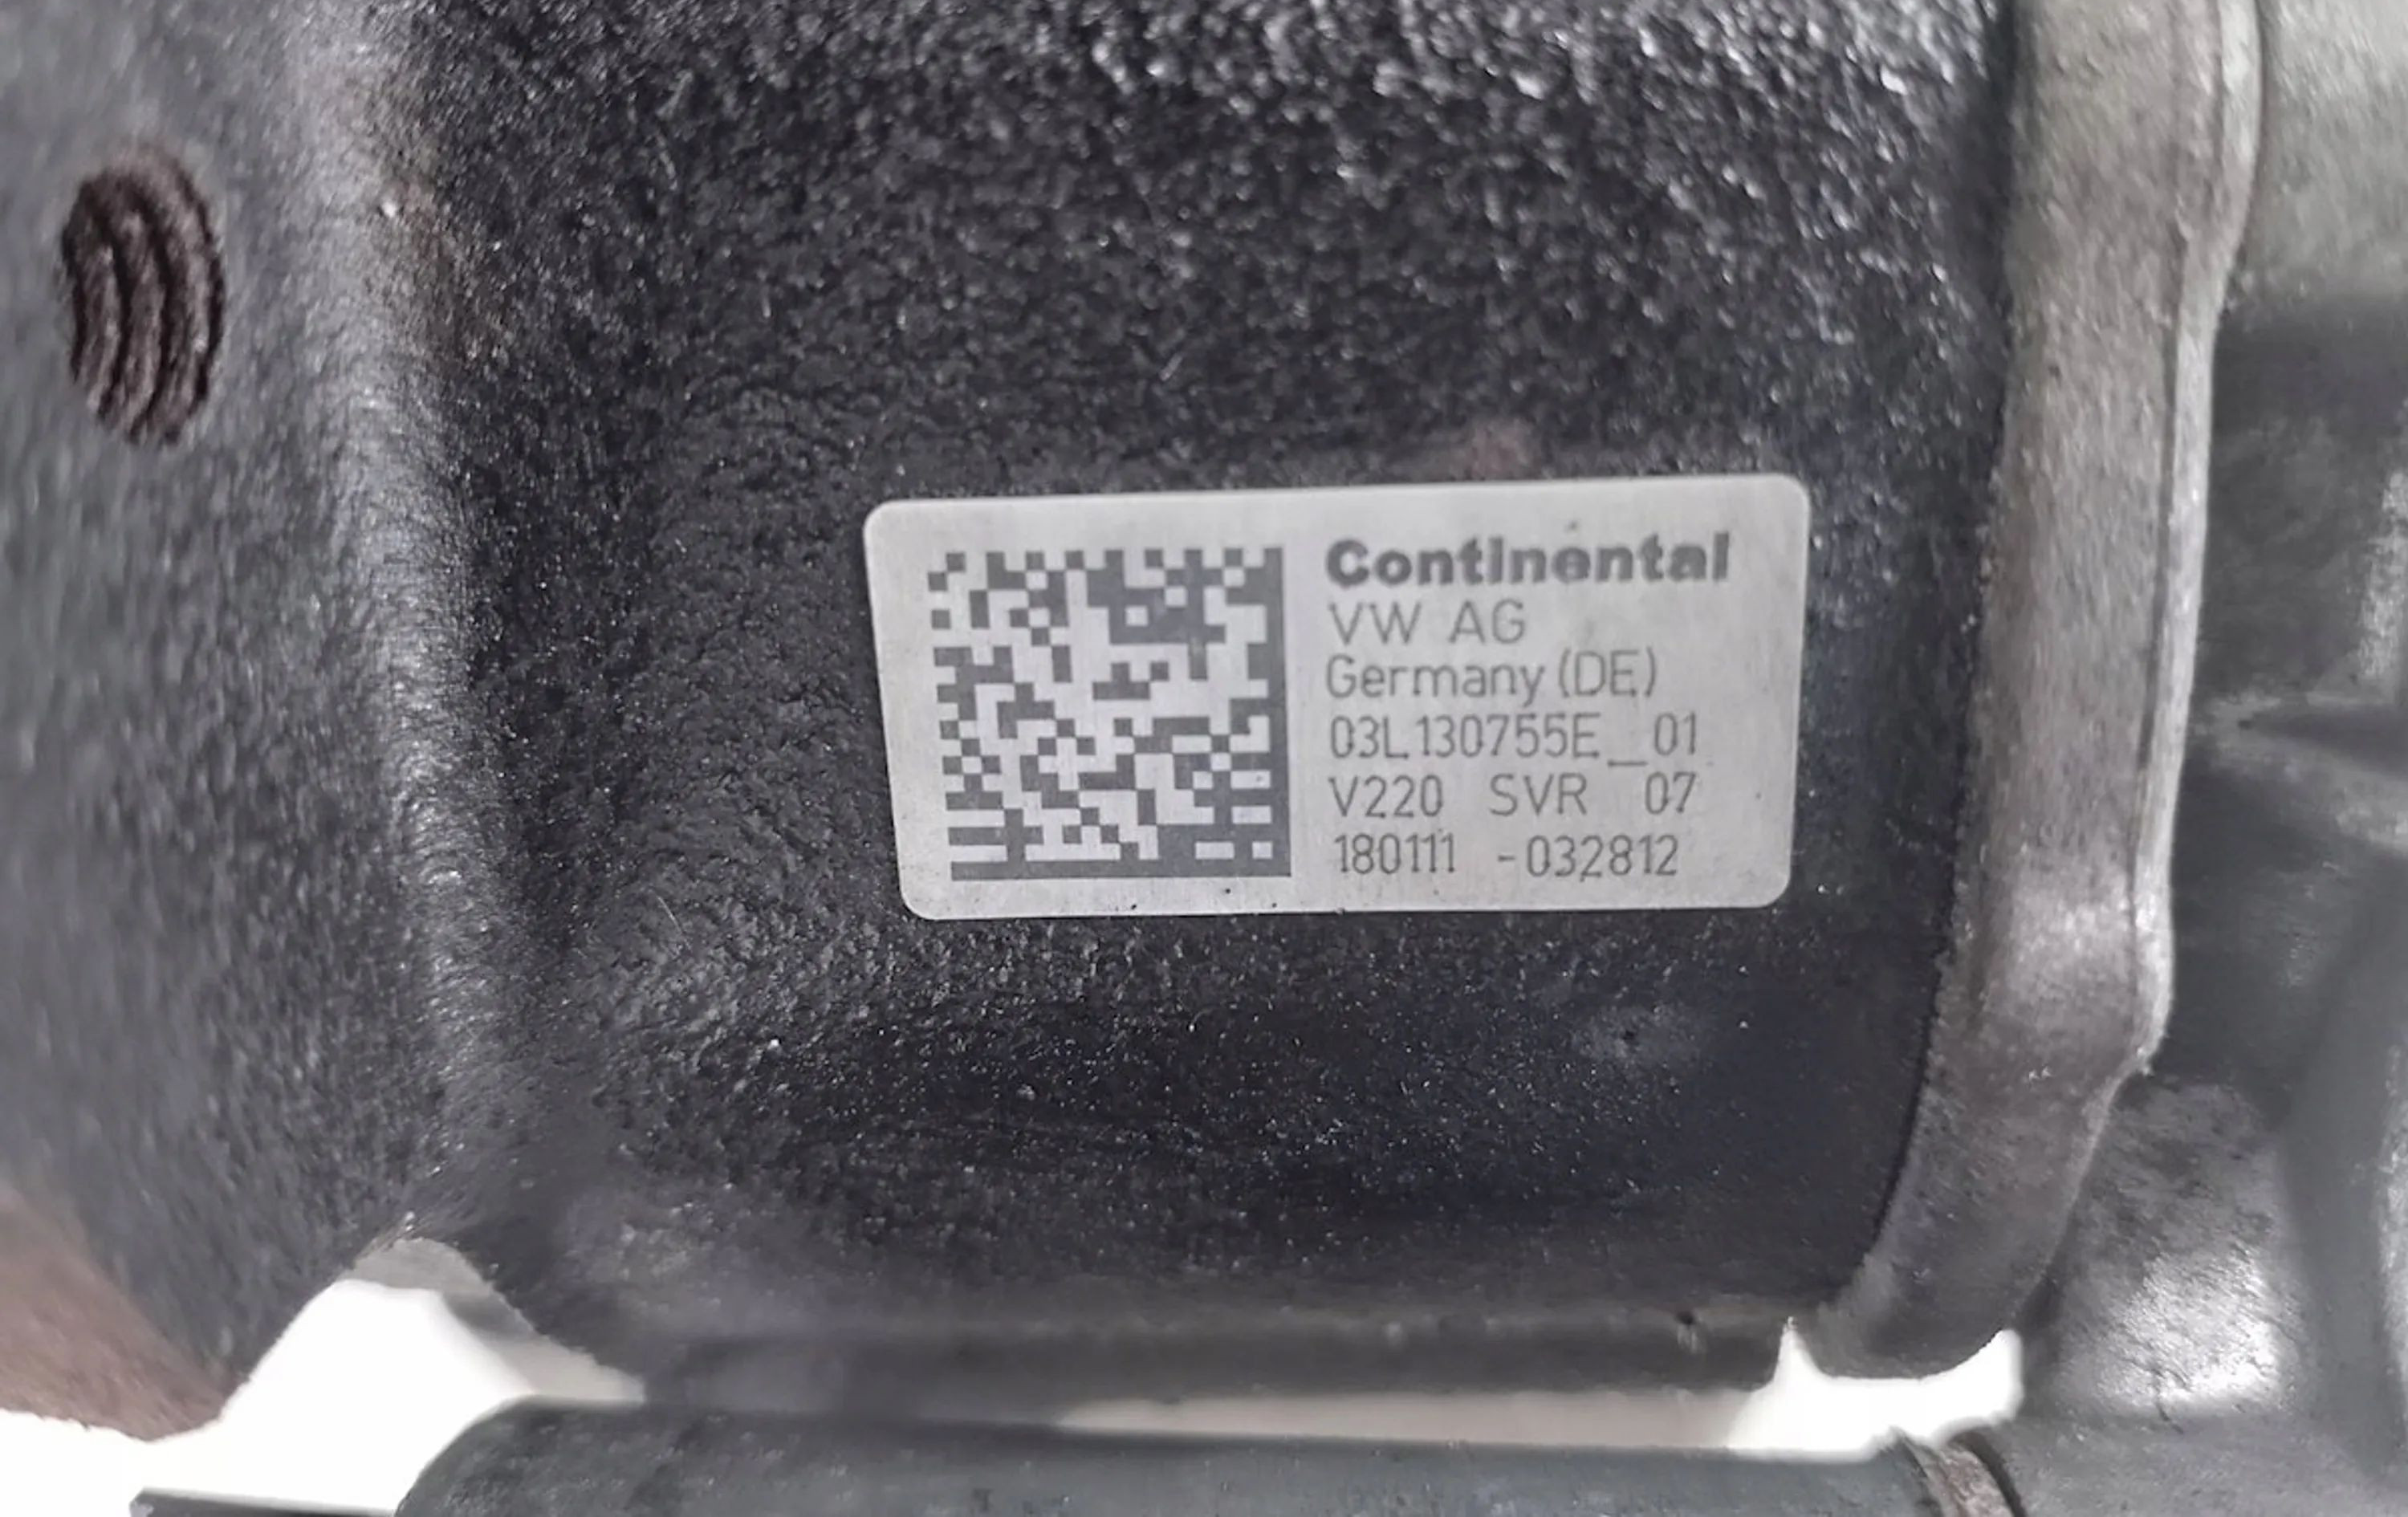 Continental
VW AG
Germany (DE)
03L130755E_01
V220 SVR 07
180111 -032812